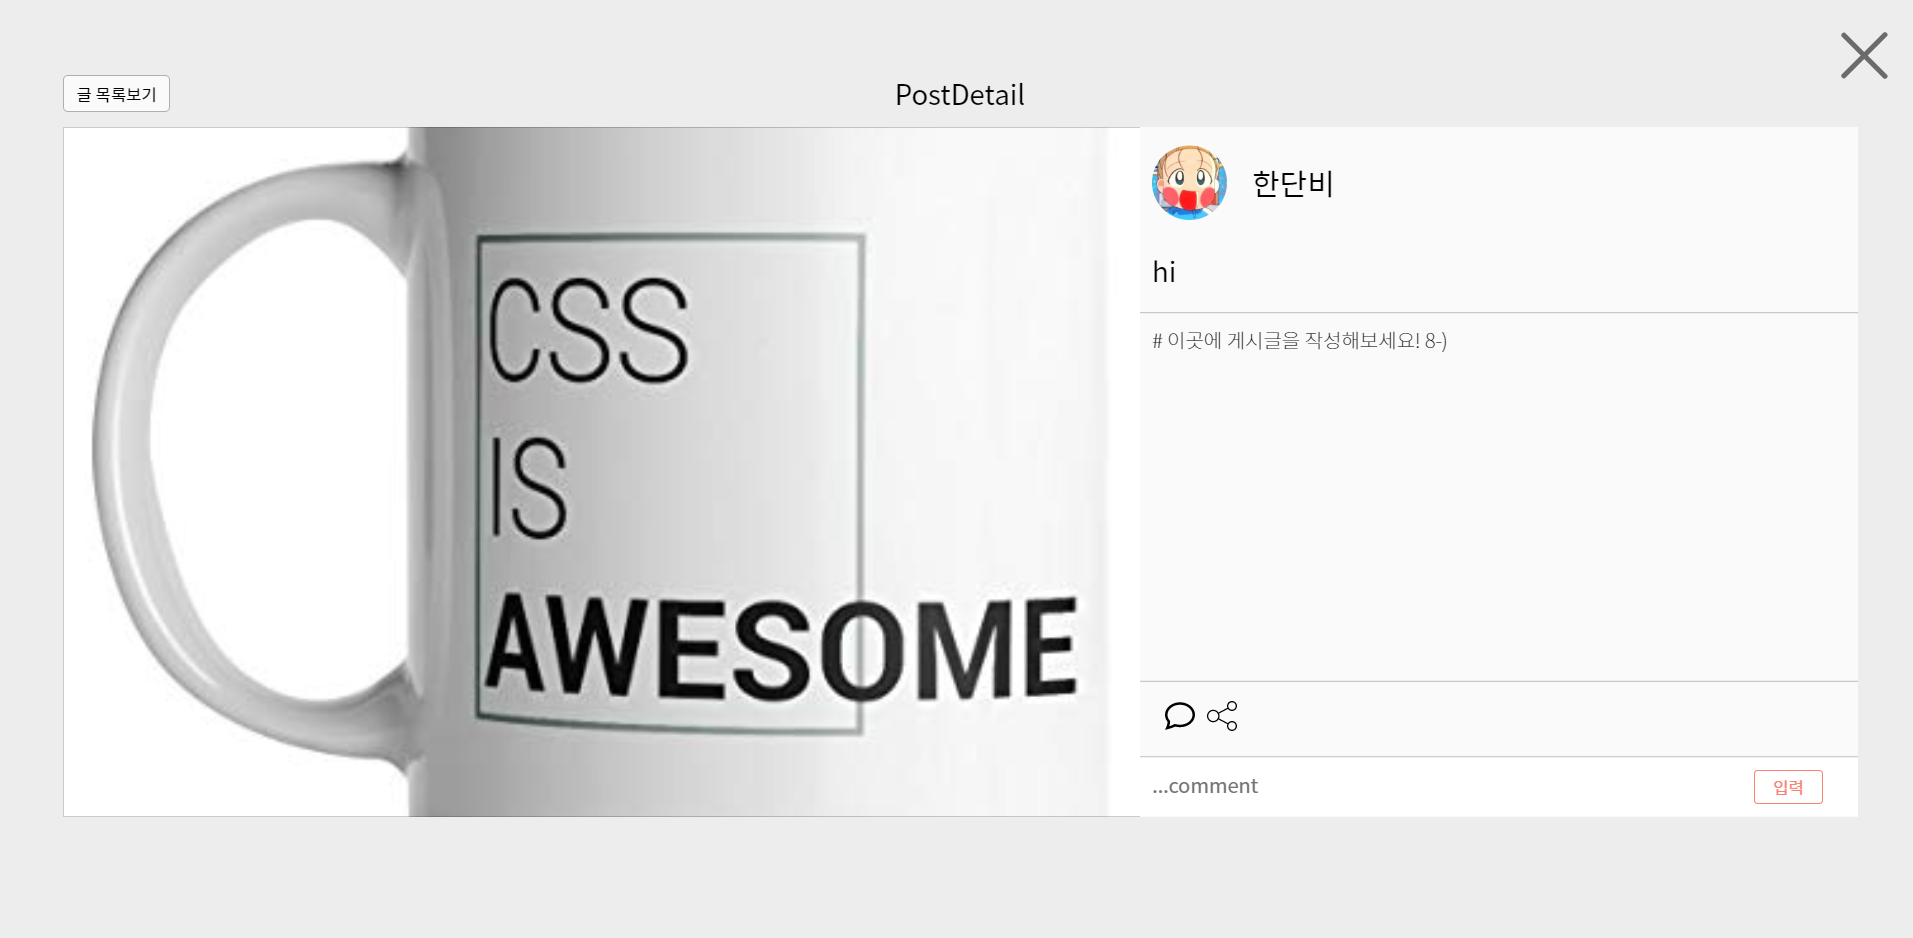 글 목록보기
PostDetail
CSS
IS
AWESOME
한단비
hi
# 이곳에 게시글을 작성해보세요! 8-)
...comment
입력